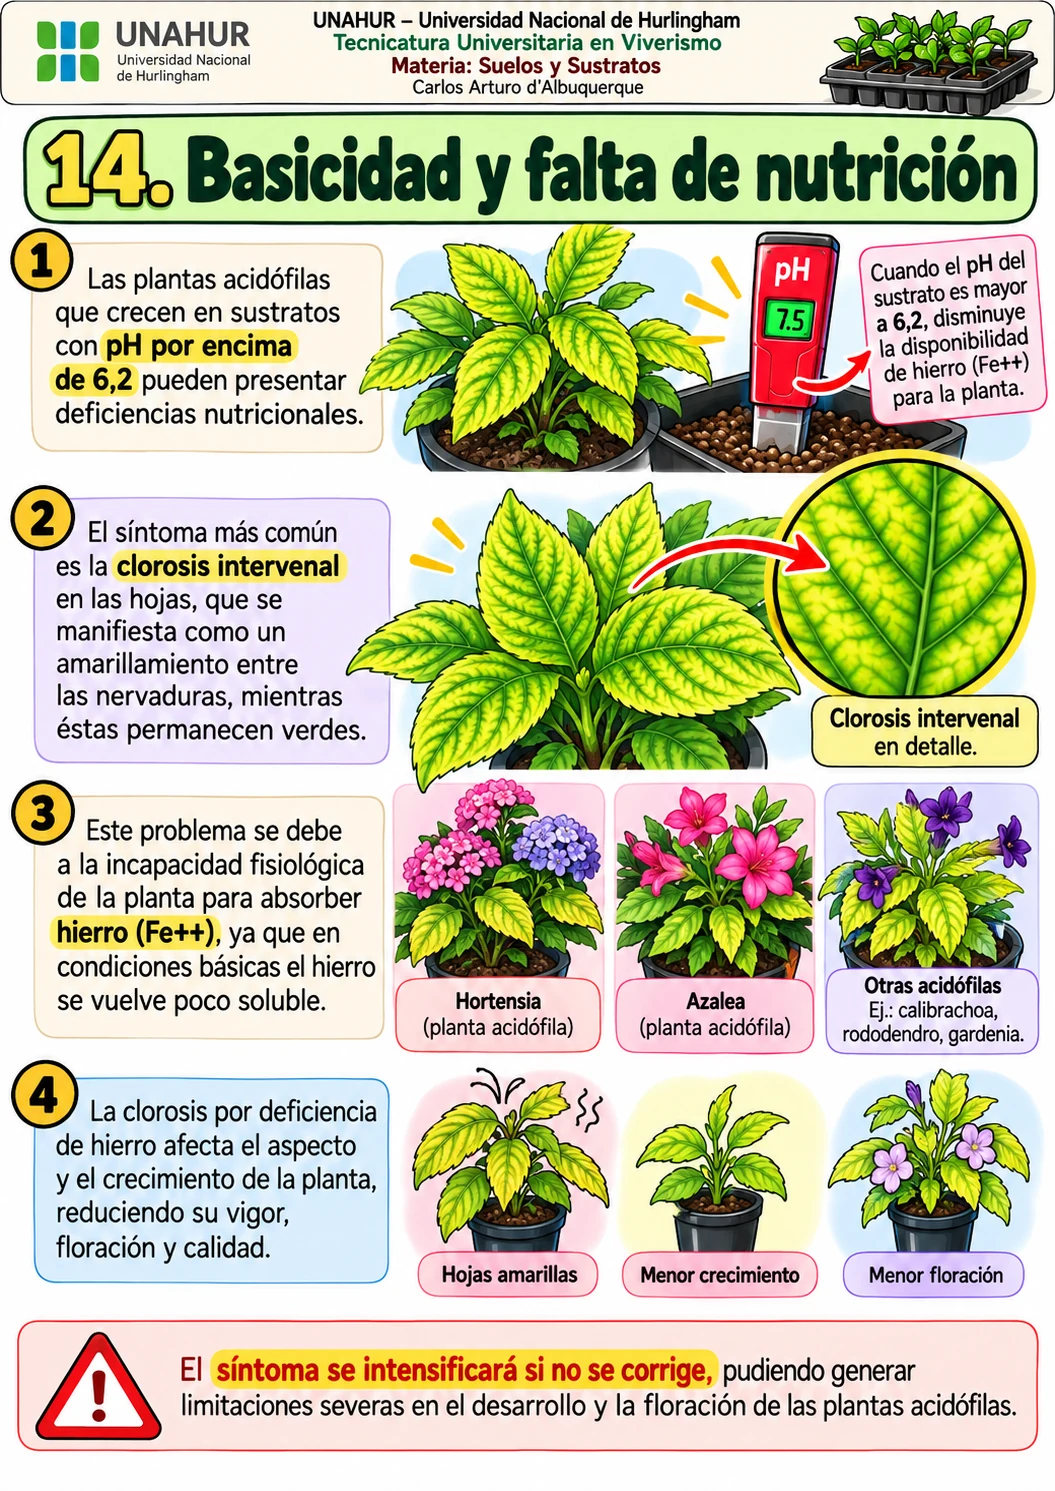 UNAHUR
Universidad Nacional
de Hurlingham
UNAHUR – Universidad Nacional de Hurlingham
Tecnicatura Universitaria en Viverismo
Materia: Suelos y Sustratos
Carlos Arturo d'Albuquerque
14. Basicidad y falta de nutrición
1
Las plantas acidófilas
que crecen en sustratos
con pH por encima
de 6,2 pueden presentar
deficiencias nutricionales.
pH
7.5
Cuando el pH del
sustrato es mayor
a 6,2, disminuye
la disponibilidad
de hierro (Fe++)
para la planta.
2
El síntoma más común
es la clorosis intervenal
en las hojas, que se
manifiesta como un
amarillamiento entre
las nervaduras, mientras
éstas permanecen verdes.
Clorosis intervenal
en detalle.
3
Este problema se debe
a la incapacidad fisiológica
de la planta para absorber
hierro (Fe++), ya que en
condiciones básicas el hierro
se vuelve poco soluble.
Hortensia
(planta acidófila)
Azalea
(planta acidófila)
Otras acidófilas
Ej.: calibrachoa,
rododendro, gardenia.
4
La clorosis por deficiencia
de hierro afecta el aspecto
y el crecimiento de la planta,
reduciendo su vigor,
floración y calidad.
Hojas amarillas
Menor crecimiento
Menor floración
El síntoma se intensificará si no se corrige, pudiendo generar
limitaciones severas en el desarrollo y la floración de las plantas acidófilas.